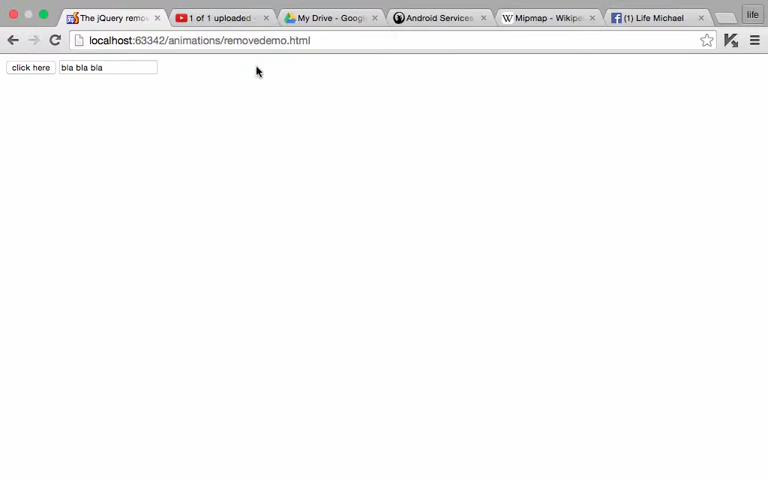 The jQuery remov
1 of 1 uploaded -
My Drive - Googl
Android Services
Mipmap - Wikipe
(1) Life Michael
life
localhost:63342/animations/removedemo.html
click here
bla bla bla